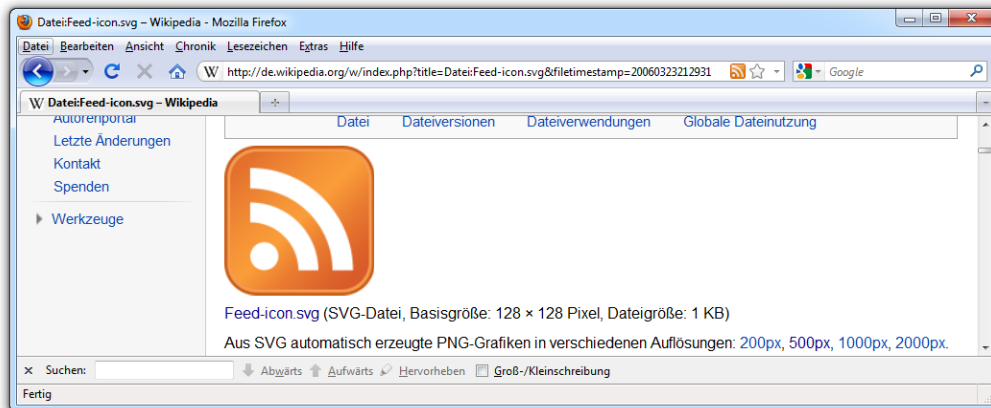 Datei:Feed-icon.svg – Wikipedia - Mozilla Firefox
Datei Bearbeiten Ansicht Chronik Lesezeichen Extras Hilfe
W http://de.wikipedia.org/w/index.php?title=Datei:Feed-icon.svg&filetimestamp=20060323212931 Google
W Datei:Feed-icon.svg – Wikipedia
Autorenportal
Letzte Änderungen
Kontakt
Spenden
Werkzeuge
Datei Dateiversionen Dateiverwendungen Globale Dateinutzung
Feed-icon.svg (SVG-Datei, Basisgröße: 128 × 128 Pixel, Dateigröße: 1 KB)
Aus SVG automatisch erzeugte PNG-Grafiken in verschiedenen Auflösungen: 200px, 500px, 1000px, 2000px.
× Suchen: Abwärts Aufwärts Hervorheben Groß-/Kleinschreibung
Fertig